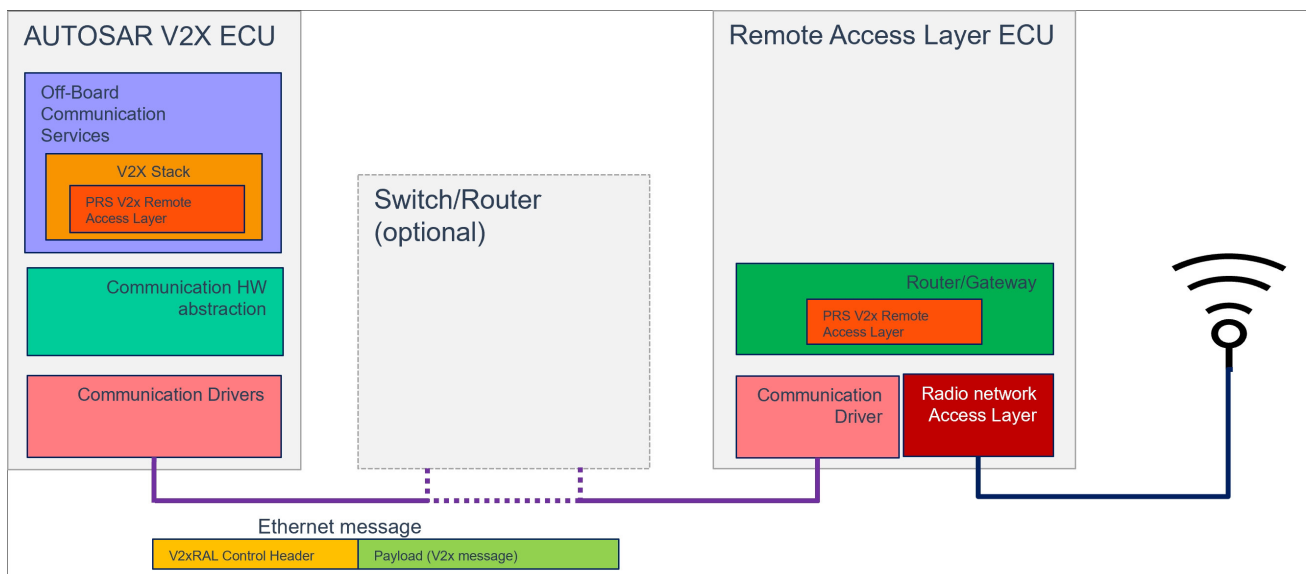 AUTOSAR V2X ECU
Off-Board
Communication
Services
V2X Stack
PRS V2x Remote
Access Layer
Communication HW
abstraction
Communication Drivers
Switch/Router
(optional)
Remote Access Layer ECU
Router/Gateway
PRS V2x Remote
Access Layer
Communication
Driver
Radio network
Access Layer
Ethernet message
V2xRAL Control Header
Payload (V2x message)